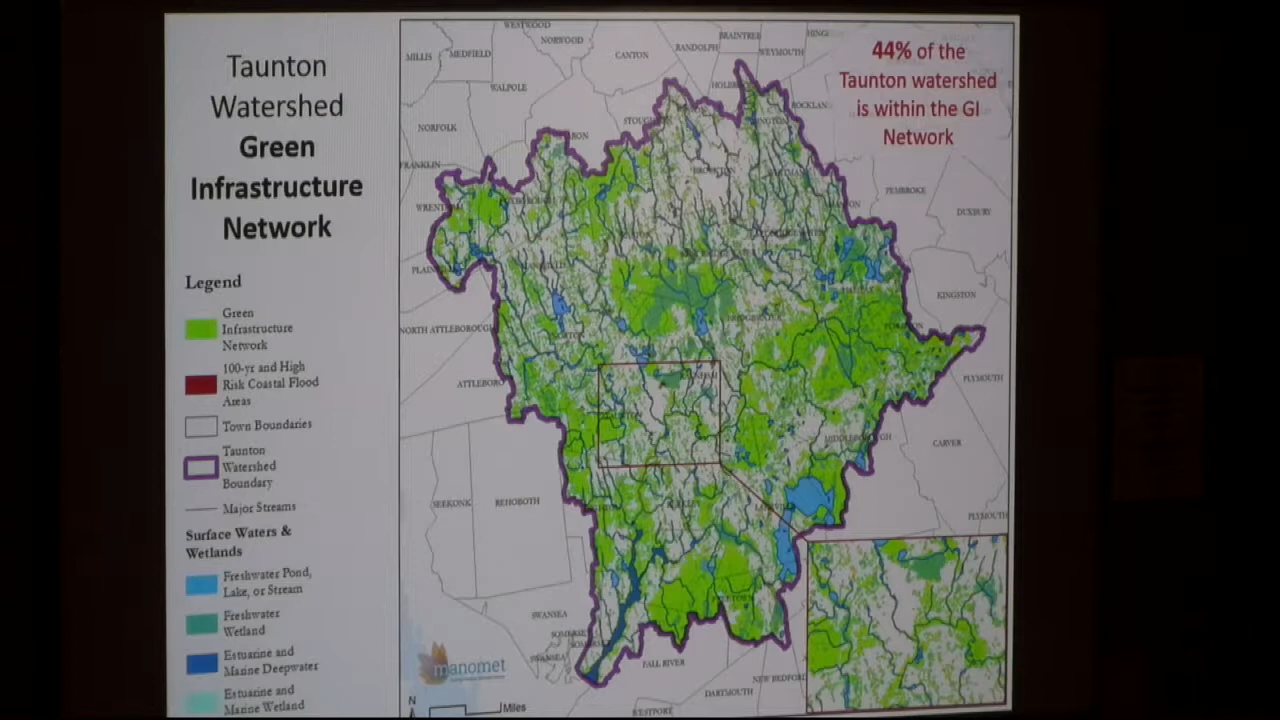 Taunton
Watershed
Green
Infrastructure
Network
Legend
Green
Infrastructure
Network
100-yr and High
Risk Coastal Flood
Areas
Town Boundaries
Taunton
Watershed
Boundary
Major Streams
Surface Waters &
Wetlands
Freshwater Pond,
Lake, or Stream
Freshwater
Wetland
Estuarine and
Marine Deepwater
Estuarine and
Marine Wetland
44% of the
Taunton watershed
is within the GI
Network
WESTWOOD
NORWOOD
MILLIS
MEDFIELD
CANTON
RANDOLPH
BRAINTREE
WEYMOUTH
WALPOLE
NORFOLK
FRANKLIN
PEMBROKE
DUXBURY
KINGSTON
NORTH ATTLEBOROUGH
ATTLEBORO
PLYMOUTH
MIDDLEBOROUGH
CARVER
SEEKONK
REHOBOTH
PLYMOUTH
SWANSEA
SOMERSET
SWANSEA
FALL RIVER
NEW BEDFORD
DARTMOUTH
WESTPORT
manomet
N
Miles